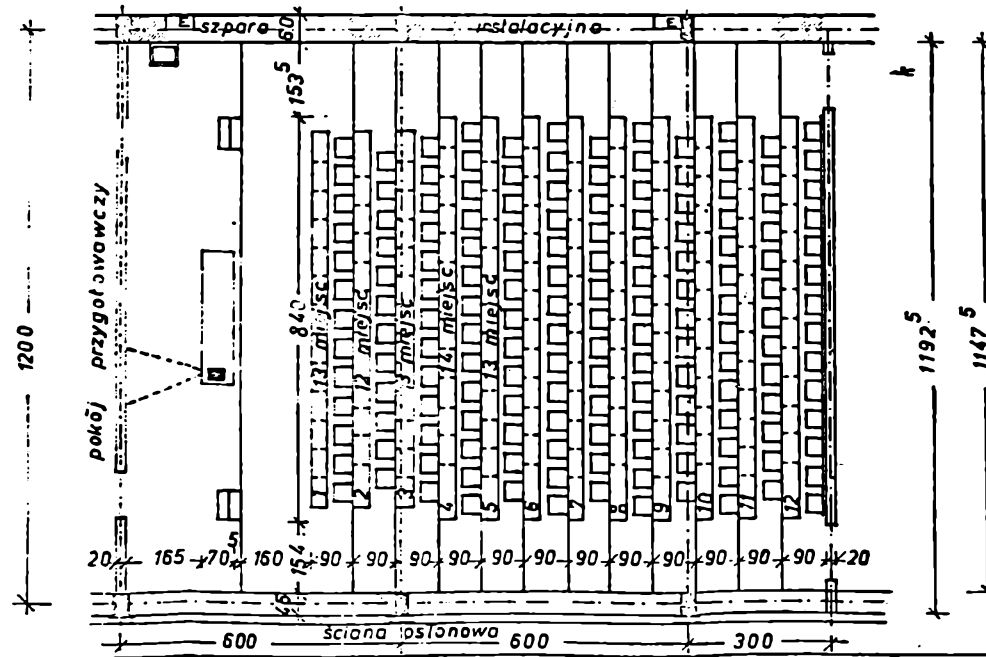 E
szpara
60
instalacyjna
E
153⁵
k
pokój przygotowawczy
1200
840
13 miejsc
12 miejsc
13 miejsc
14 miejsc
13 miejsc
1192⁵
1147⁵
1 2 3 4 5 6 7 8 9 10 11 12
5
20 165 70 160 154 90 90 90 90 90 90 90 90 90 90 90 90 20
46
ściana osłonowa
600 600 300